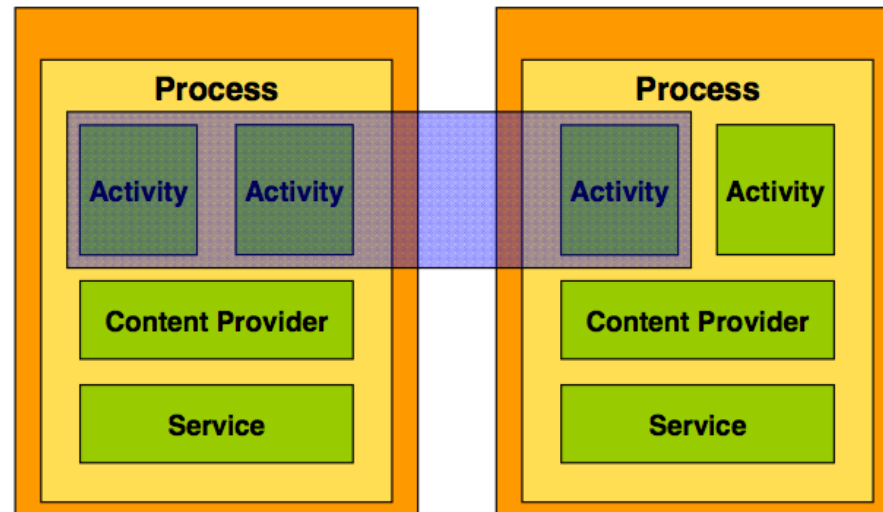 Process
Process
Activity
Activity
Activity
Activity
Content Provider
Content Provider
Service
Service